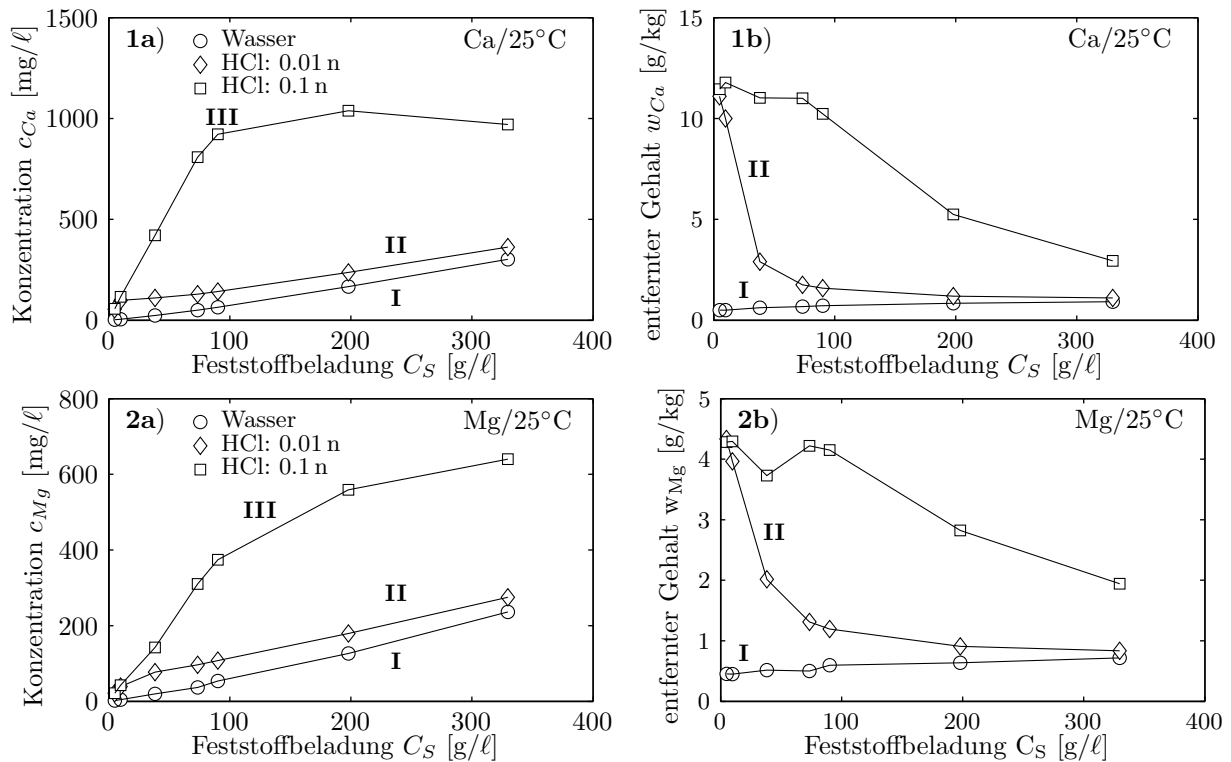 1a) Ca/25°C
Wasser
HCl: 0.01 n
HCl: 0.1 n
III
II
I
1500
1000
500
0
0 100 200 300 400
Konzentration c_Ca [mg/ℓ]
Feststoffbeladung C_S [g/ℓ]
1b) Ca/25°C
II
I
15
10
5
0
0 100 200 300 400
entfernter Gehalt w_Ca [g/kg]
Feststoffbeladung C_S [g/ℓ]
2a) Mg/25°C
Wasser
HCl: 0.01 n
HCl: 0.1 n
III
II
I
800
600
400
200
0
0 100 200 300 400
Konzentration c_Mg [mg/ℓ]
Feststoffbeladung C_S [g/ℓ]
2b) Mg/25°C
II
I
5
4
3
2
1
0
0 100 200 300 400
entfernter Gehalt w_Mg [g/kg]
Feststoffbeladung C_S [g/ℓ]